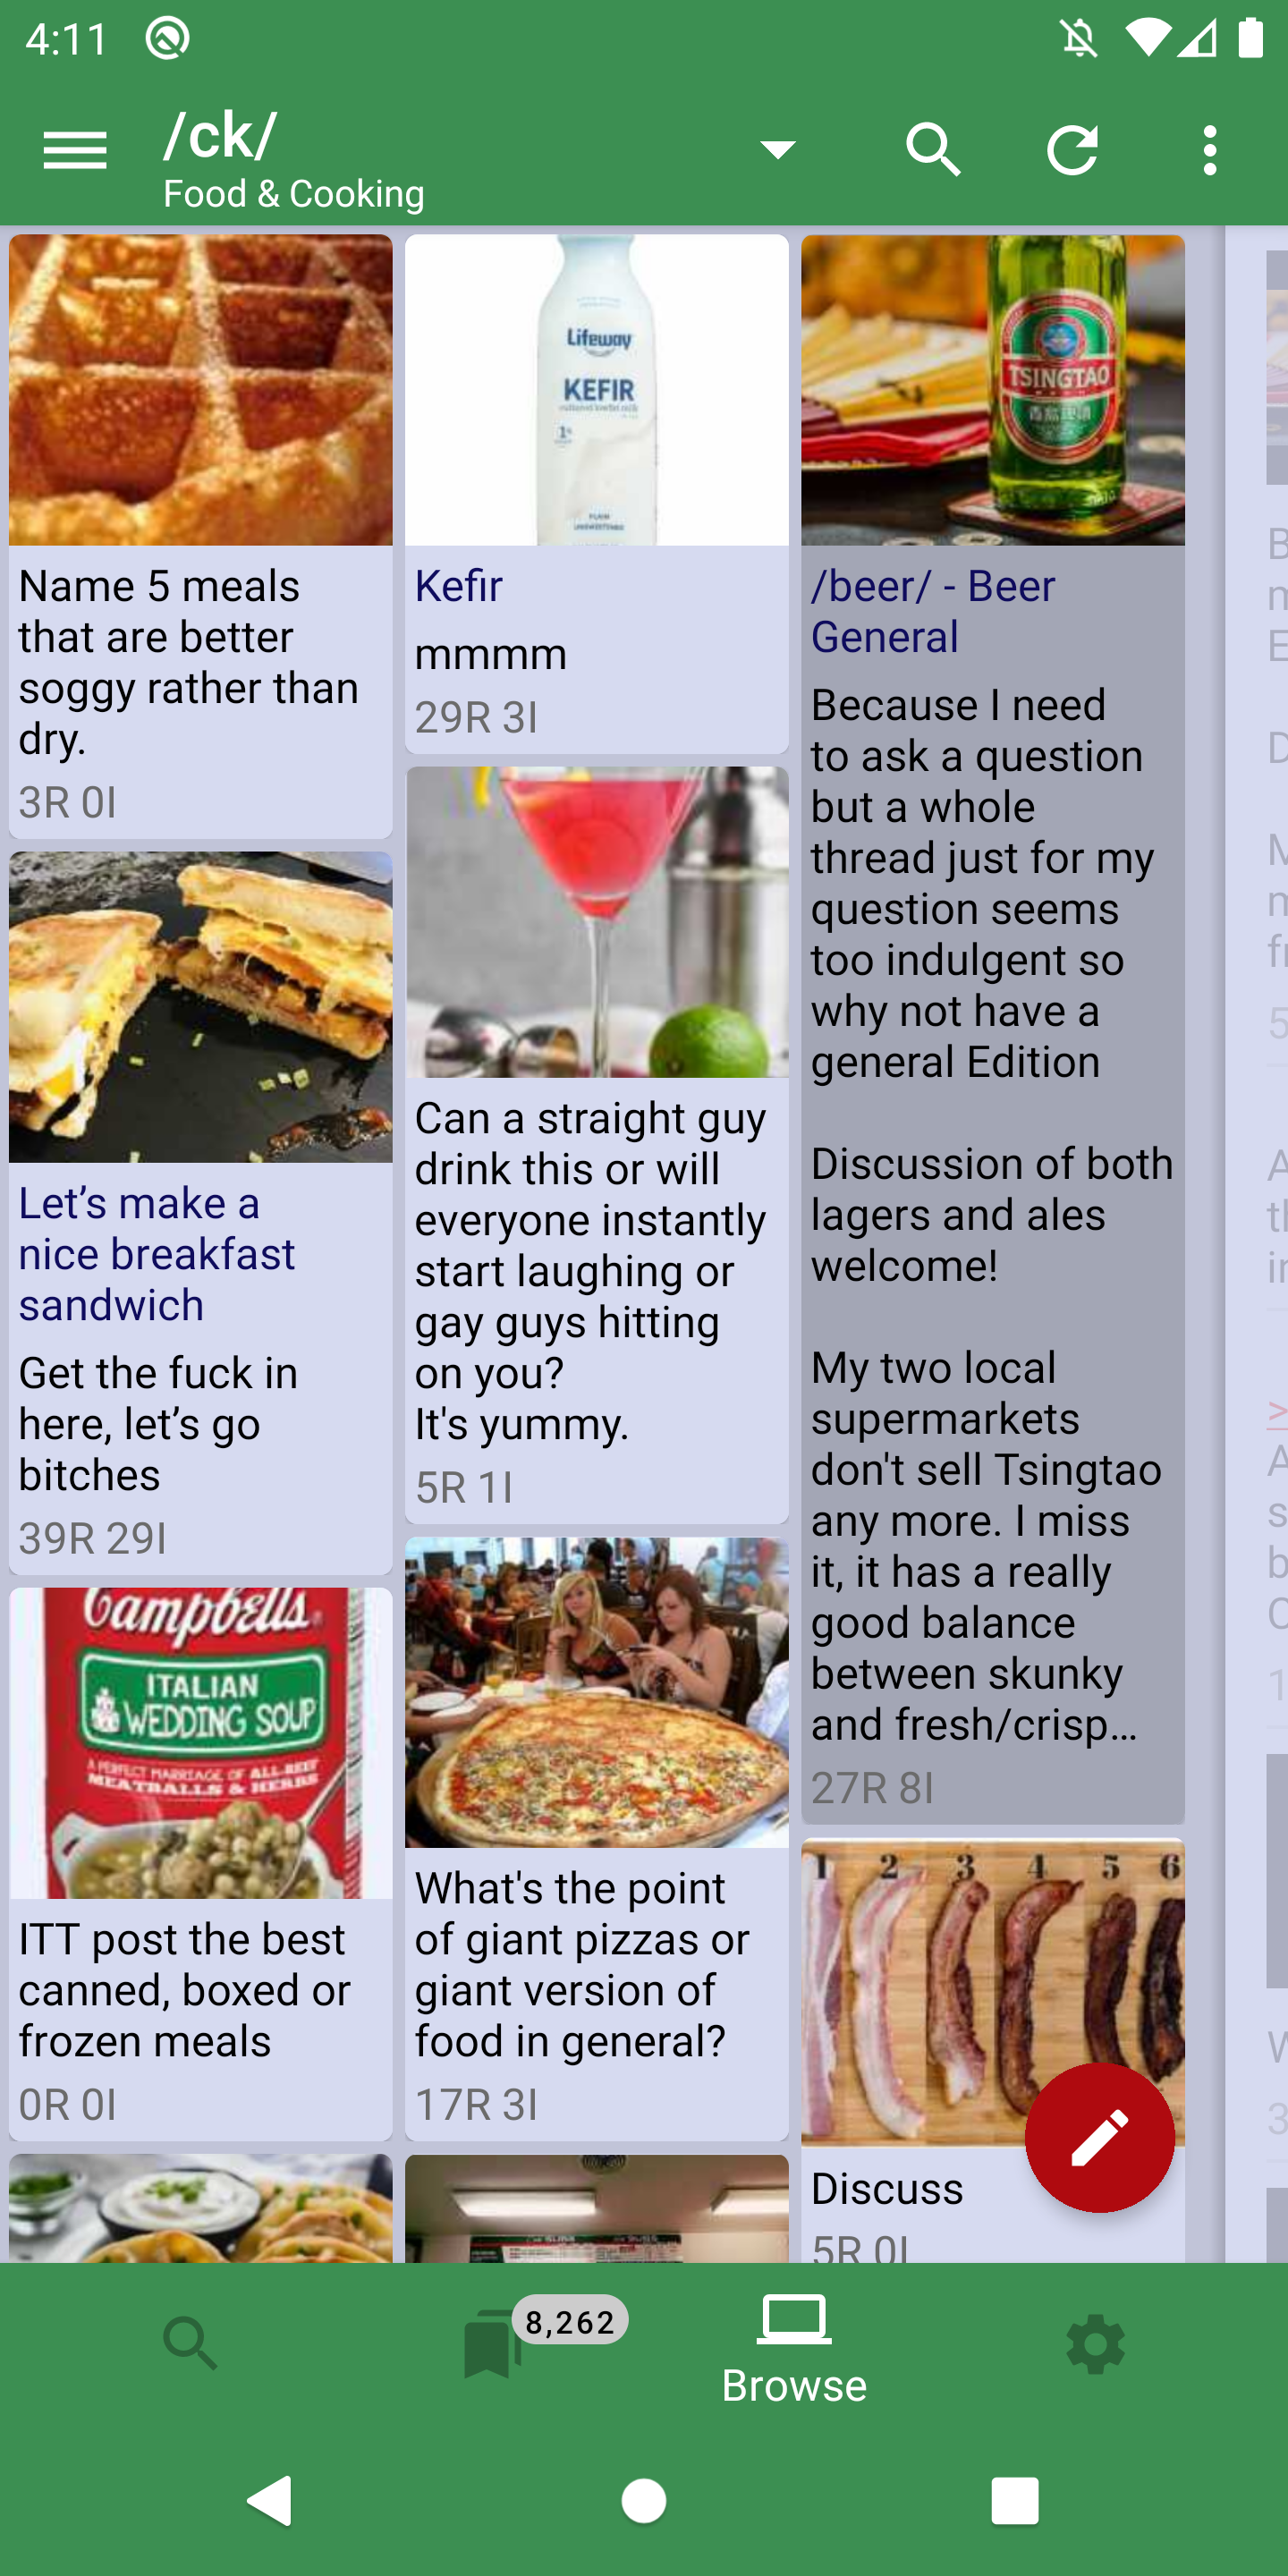 4:11
/ck/
Food & Cooking
Name 5 meals
that are better
soggy rather than
dry.
3R 0I
Let’s make a
nice breakfast
sandwich
Get the fuck in
here, let’s go
bitches
39R 29I
Campbell's
ITALIAN
WEDDING SOUP
A PERFECT MARRIAGE OF ALL-BEEF
MEATBALLS & HERBS
ITT post the best
canned, boxed or
frozen meals
0R 0I
Lifeway
KEFIR
cultured lowfat milk
1%
PLAIN
UNSWEETENED
Kefir
mmmm
29R 3I
Can a straight guy
drink this or will
everyone instantly
start laughing or
gay guys hitting
on you?
It's yummy.
5R 1I
What's the point
of giant pizzas or
giant version of
food in general?
17R 3I
TSINGTAO
/beer/ - Beer
General
Because I need
to ask a question
but a whole
thread just for my
question seems
too indulgent so
why not have a
general Edition
Discussion of both
lagers and ales
welcome!
My two local
supermarkets
don't sell Tsingtao
any more. I miss
it, it has a really
good balance
between skunky
and fresh/crisp…
27R 8I
1 2 3 4 5 6
Discuss
5R 0I
8,262
Browse